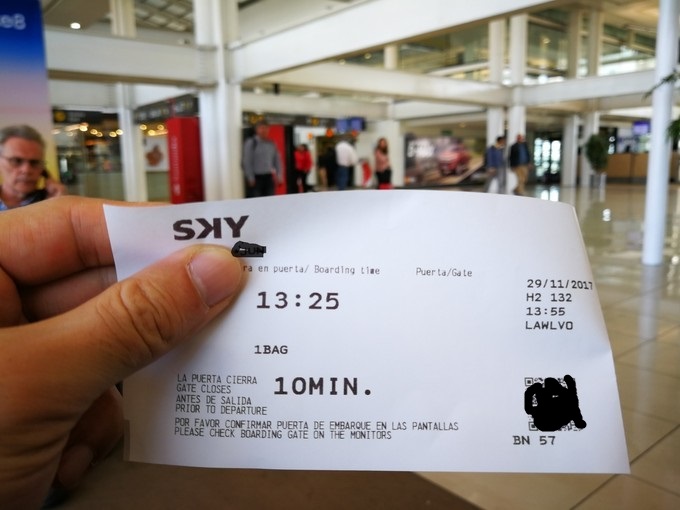 SKY
ra en puerta/ Boarding time
Puerta/Gate
13:25
29/11/2017
H2 132
13:55
LAWLVO
1BAG
LA PUERTA CIERRA
GATE CLOSES
ANTES DE SALIDA
PRIOR TO DEPARTURE
10MIN.
POR FAVOR CONFIRMAR PUERTA DE EMBARQUE EN LAS PANTALLAS
PLEASE CHECK BOARDING GATE ON THE MONITORS
BN 57